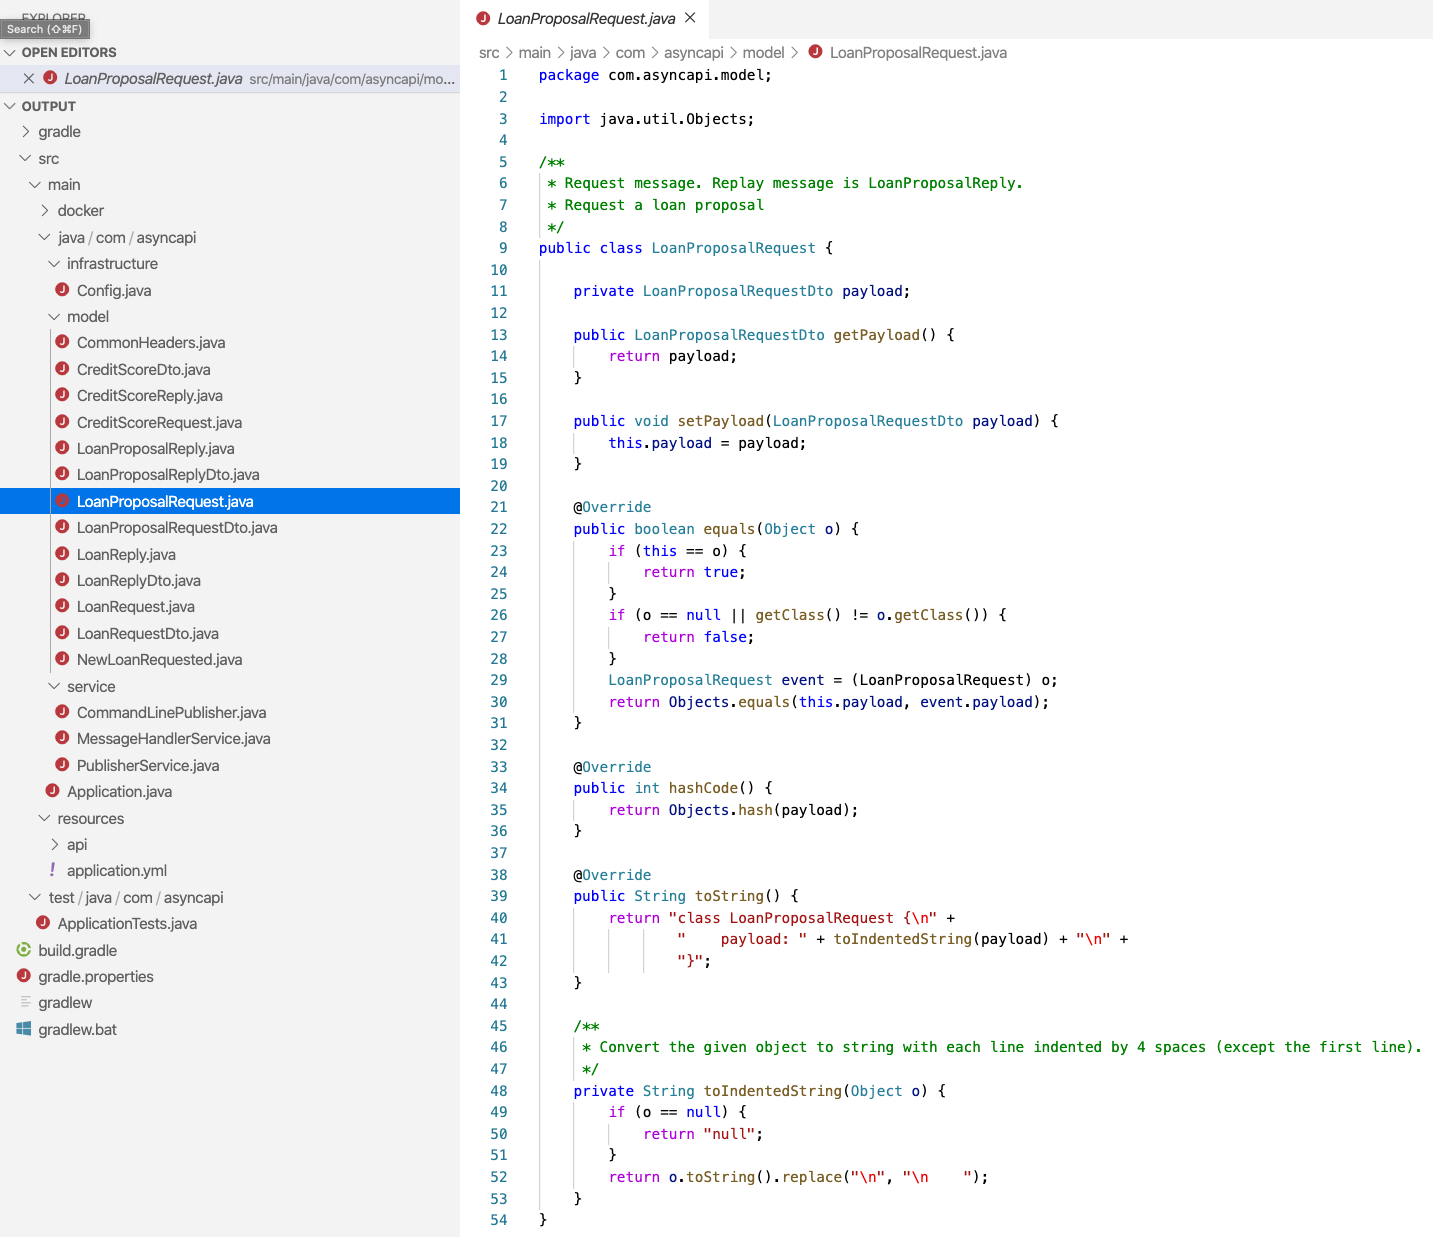 EXPLORER
Search (⇧⌘F)
OPEN EDITORS
LoanProposalRequest.java src/main/java/com/asyncapi/mo...
OUTPUT
gradle
src
main
docker
java / com / asyncapi
infrastructure
Config.java
model
CommonHeaders.java
CreditScoreDto.java
CreditScoreReply.java
CreditScoreRequest.java
LoanProposalReply.java
LoanProposalReplyDto.java
LoanProposalRequest.java
LoanProposalRequestDto.java
LoanReply.java
LoanReplyDto.java
LoanRequest.java
LoanRequestDto.java
NewLoanRequested.java
service
CommandLinePublisher.java
MessageHandlerService.java
PublisherService.java
Application.java
resources
api
! application.yml
test / java / com / asyncapi
ApplicationTests.java
build.gradle
gradle.properties
gradlew
gradlew.bat
LoanProposalRequest.java
src > main > java > com > asyncapi > model > LoanProposalRequest.java
1 package com.asyncapi.model;
2
3 import java.util.Objects;
4
5 /**
6 * Request message. Replay message is LoanProposalReply.
7 * Request a loan proposal
8 */
9 public class LoanProposalRequest {
10
11 private LoanProposalRequestDto payload;
12
13 public LoanProposalRequestDto getPayload() {
14 return payload;
15 }
16
17 public void setPayload(LoanProposalRequestDto payload) {
18 this.payload = payload;
19 }
20
21 @Override
22 public boolean equals(Object o) {
23 if (this == o) {
24 return true;
25 }
26 if (o == null || getClass() != o.getClass()) {
27 return false;
28 }
29 LoanProposalRequest event = (LoanProposalRequest) o;
30 return Objects.equals(this.payload, event.payload);
31 }
32
33 @Override
34 public int hashCode() {
35 return Objects.hash(payload);
36 }
37
38 @Override
39 public String toString() {
40 return "class LoanProposalRequest {\n" +
41 "    payload: " + toIndentedString(payload) + "\n" +
42 "}";
43 }
44
45 /**
46 * Convert the given object to string with each line indented by 4 spaces (except the first line).
47 */
48 private String toIndentedString(Object o) {
49 if (o == null) {
50 return "null";
51 }
52 return o.toString().replace("\n", "\n    ");
53 }
54 }